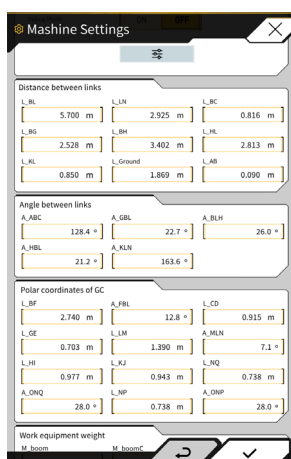 ON OFF
Mashine Settings
Distance between links
L_BL L_LN L_BC
5.700 m 2.925 m 0.816 m
L_BG L_BH L_HL
2.528 m 3.402 m 2.813 m
L_KL L_Ground L_AB
0.850 m 1.869 m 0.090 m
Angle between links
A_ABC A_GBL A_BLH
128.4 ° 22.7 ° 26.0 °
A_HBL A_KLN
21.2 ° 163.6 °
Polar coordinates of GC
L_BF A_FBL L_CD
2.740 m 12.8 ° 0.915 m
L_GE L_LM A_MLN
0.703 m 1.390 m 7.1 °
L_HI L_KJ L_NQ
0.977 m 0.943 m 0.738 m
A_ONQ L_NP A_ONP
28.0 ° 0.738 m 28.0 °
Work equipment weight
M_boom M_boomC